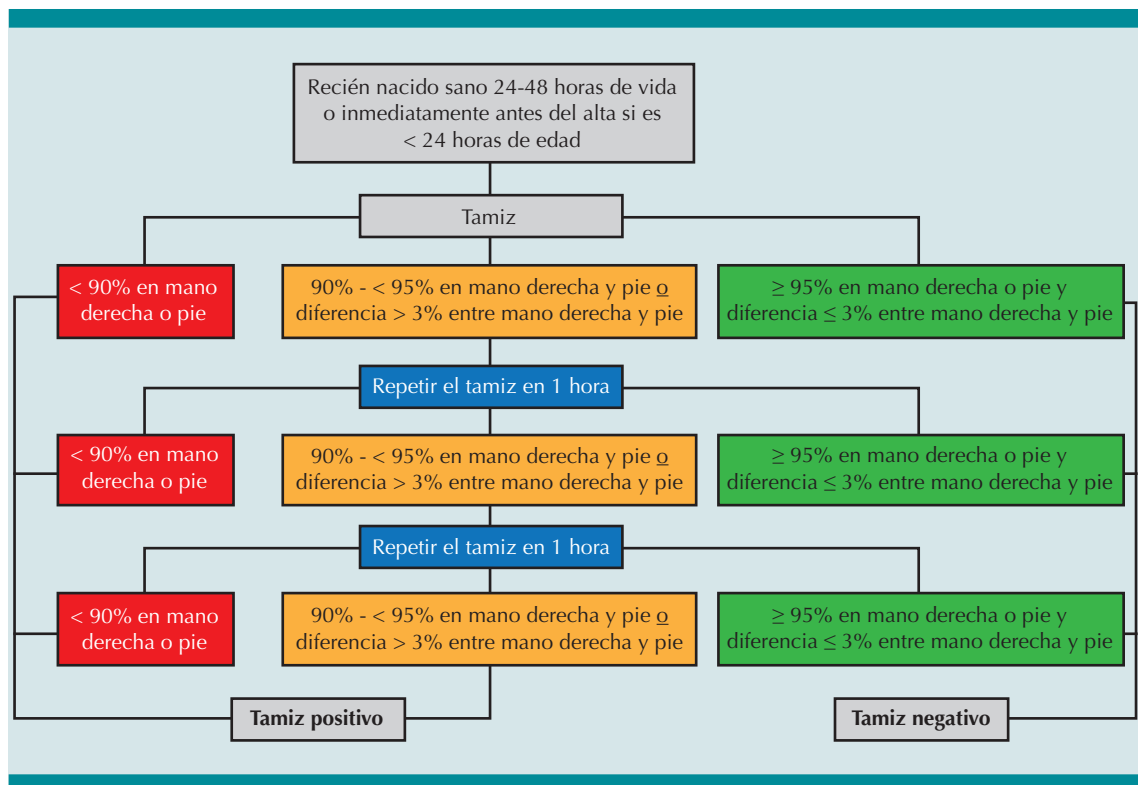 Recién nacido sano 24-48 horas de vida
o inmediatamente antes del alta si es
< 24 horas de edad
Tamiz
< 90% en mano
derecha o pie
90% - < 95% en mano derecha y pie o
diferencia > 3% entre mano derecha y pie
≥ 95% en mano derecha o pie y
diferencia ≤ 3% entre mano derecha y pie
Repetir el tamiz en 1 hora
< 90% en mano
derecha o pie
90% - < 95% en mano derecha y pie o
diferencia > 3% entre mano derecha y pie
≥ 95% en mano derecha o pie y
diferencia ≤ 3% entre mano derecha y pie
Repetir el tamiz en 1 hora
< 90% en mano
derecha o pie
90% - < 95% en mano derecha y pie o
diferencia > 3% entre mano derecha y pie
≥ 95% en mano derecha o pie y
diferencia ≤ 3% entre mano derecha y pie
Tamiz positivo
Tamiz negativo